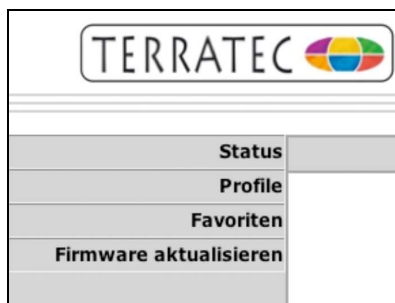 TERRATEC
Status
Profile
Favoriten
Firmware aktualisieren